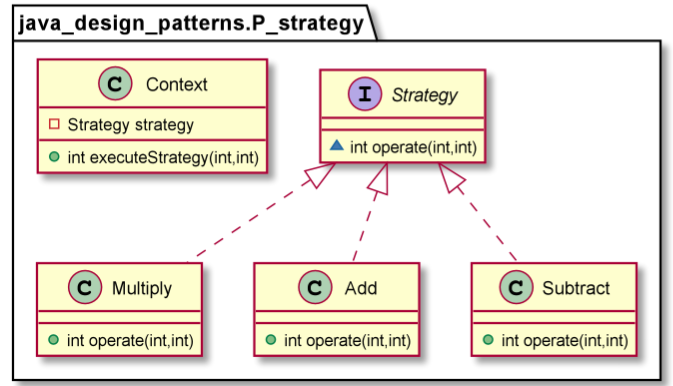 java_design_patterns.P_strategy
C Context
Strategy strategy
int executeStrategy(int,int)
I Strategy
int operate(int,int)
C Multiply
int operate(int,int)
C Add
int operate(int,int)
C Subtract
int operate(int,int)